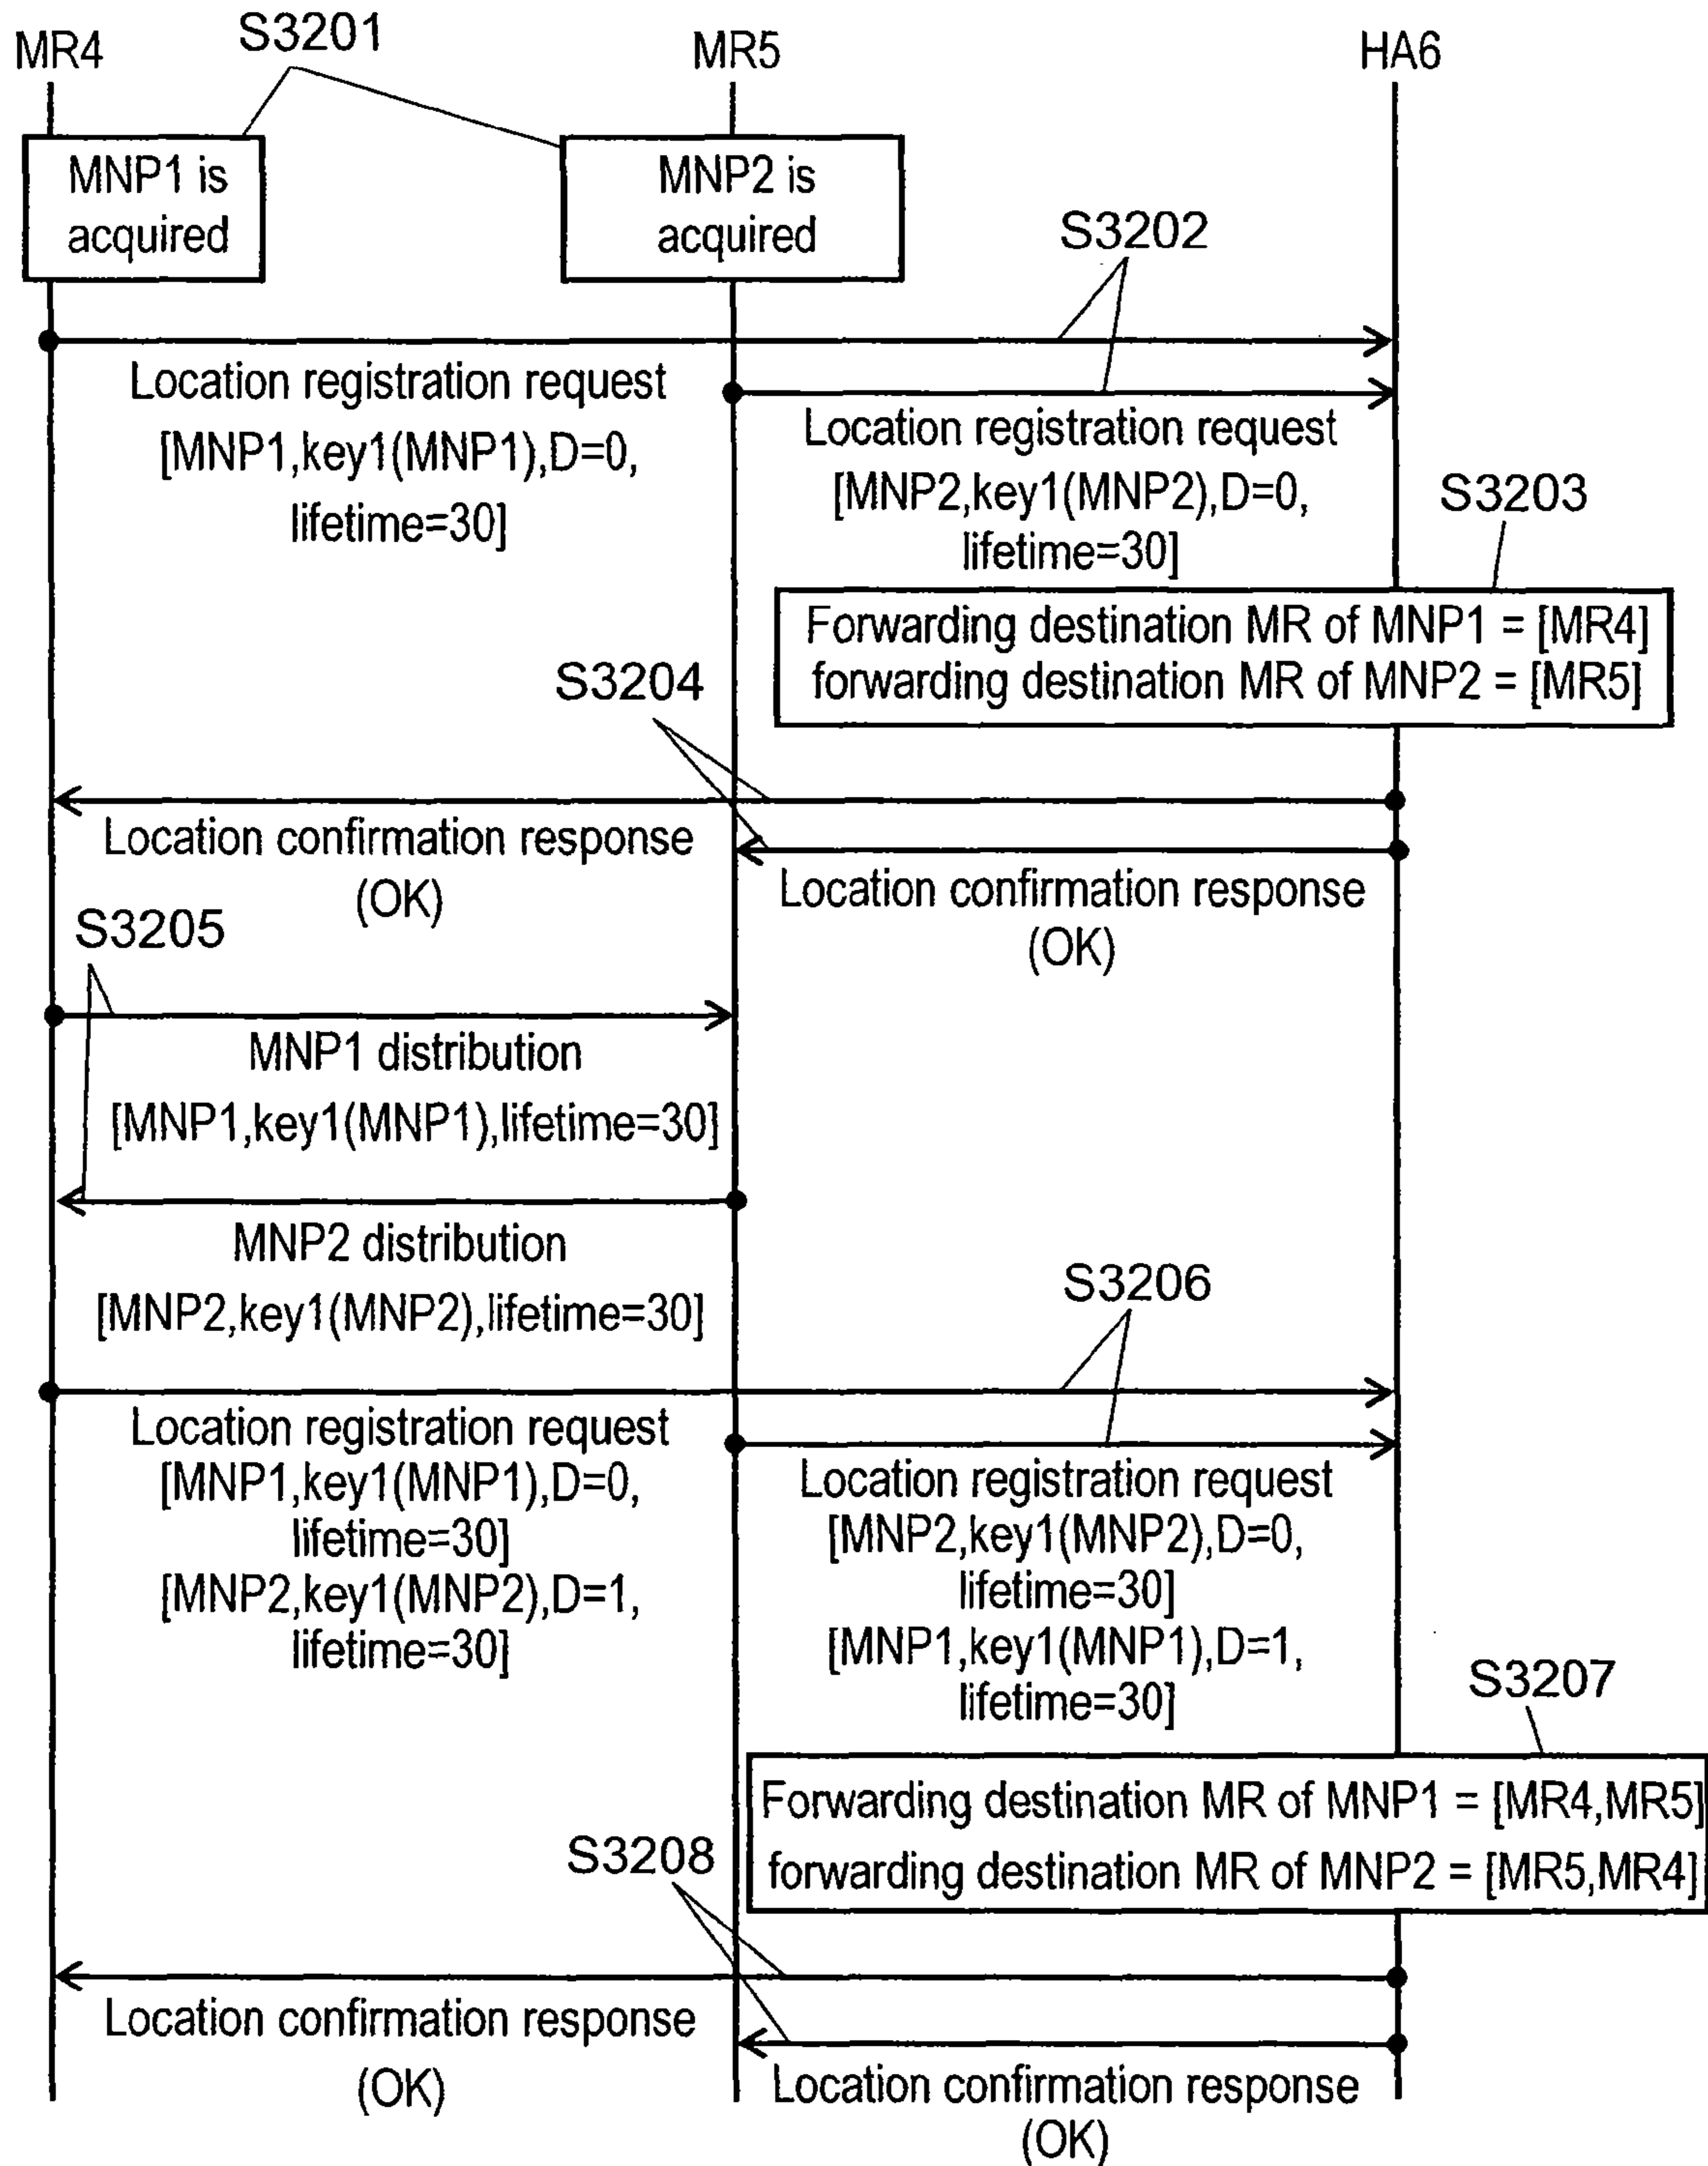 MR4
S3201
MR5
HA6
MNP1 is
acquired
MNP2 is
acquired
S3202
Location registration request
[MNP1,key1(MNP1),D=0,
lifetime=30]
Location registration request
[MNP2,key1(MNP2),D=0,
lifetime=30]
S3203
Forwarding destination MR of MNP1 = [MR4]
forwarding destination MR of MNP2 = [MR5]
S3204
Location confirmation response
(OK)
Location confirmation response
(OK)
S3205
MNP1 distribution
[MNP1,key1(MNP1),lifetime=30]
MNP2 distribution
[MNP2,key1(MNP2),lifetime=30]
S3206
Location registration request
[MNP1,key1(MNP1),D=0,
lifetime=30]
[MNP2,key1(MNP2),D=1,
lifetime=30]
Location registration request
[MNP2,key1(MNP2),D=0,
lifetime=30]
[MNP1,key1(MNP1),D=1,
lifetime=30]
S3207
Forwarding destination MR of MNP1 = [MR4,MR5]
forwarding destination MR of MNP2 = [MR5,MR4]
S3208
Location confirmation response
(OK)
Location confirmation response
(OK)